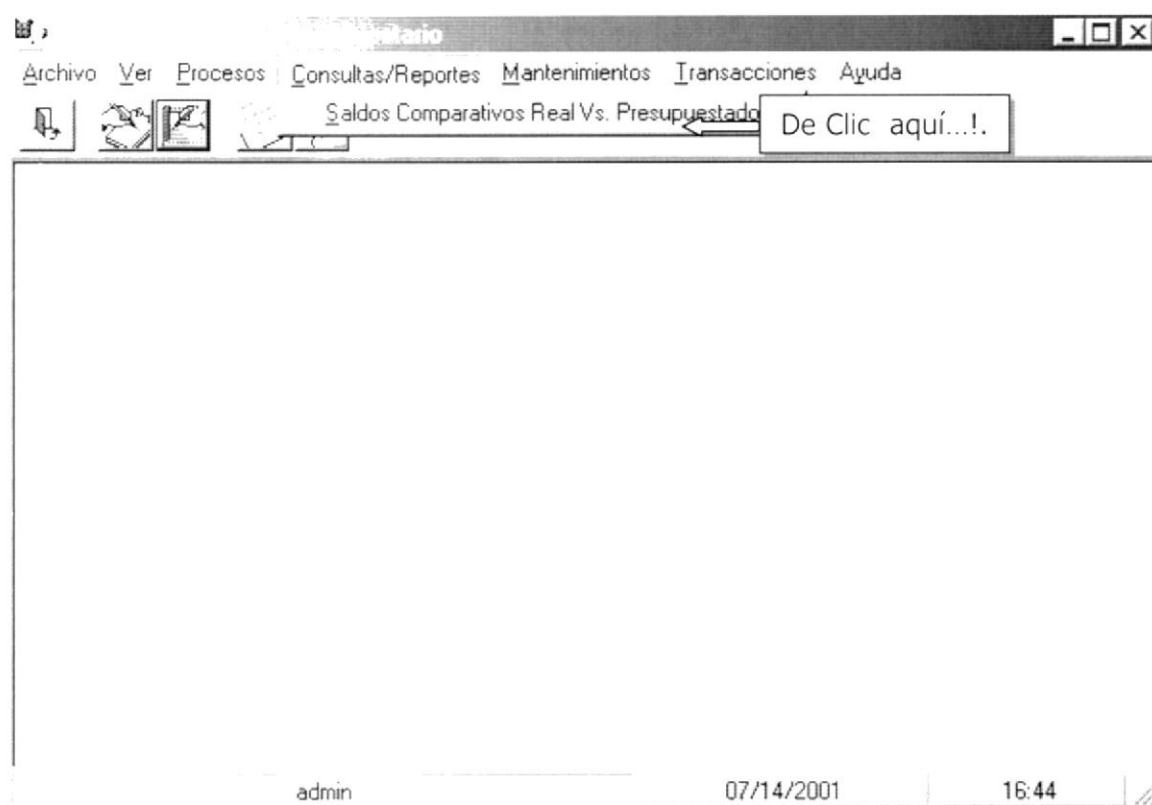 Archivo Ver Procesos Consultas/Reportes Mantenimientos Transacciones Ayuda
Saldos Comparativos Real Vs. Presupuestado
De Clic aquí...!.
admin 07/14/2001 16:44